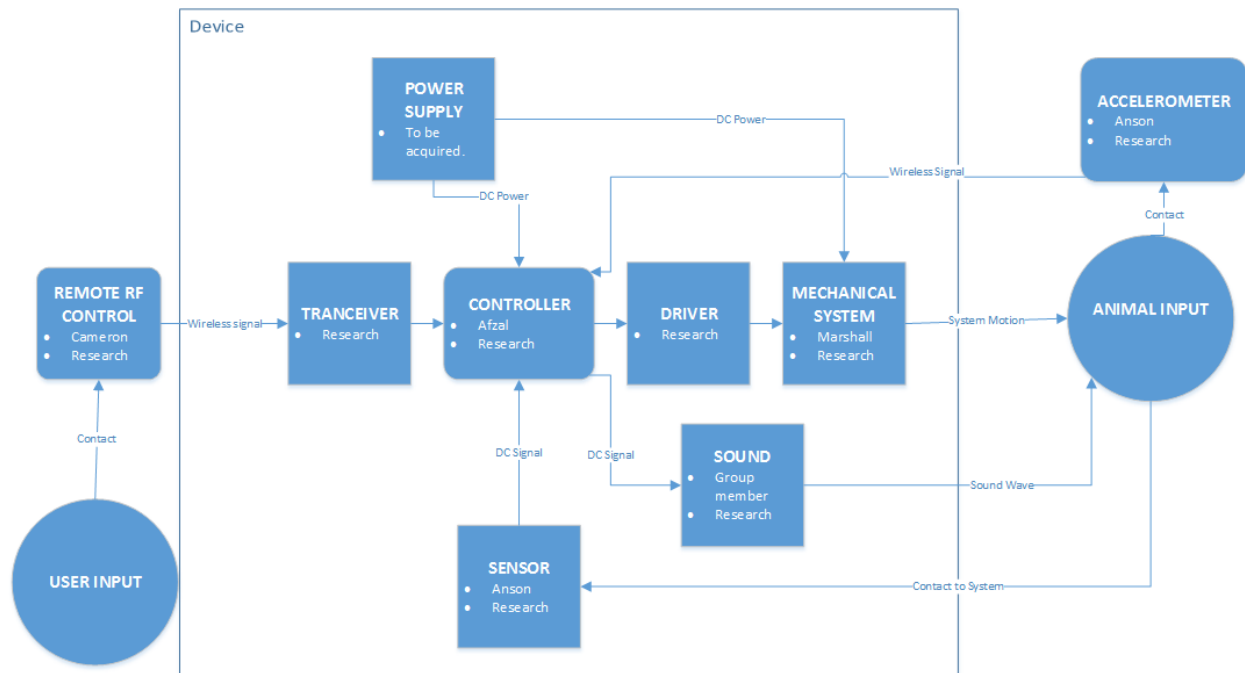 Device
POWER
SUPPLY
• To be
acquired.
DC Power
DC Power
ACCELEROMETER
• Anson
• Research
Wireless Signal
Contact
REMOTE RF
CONTROL
• Cameron
• Research
Wireless signal
TRANCEIVER
• Research
CONTROLLER
• Afzal
• Research
DRIVER
• Research
MECHANICAL
SYSTEM
• Marshall
• Research
System Motion
ANIMAL INPUT
Contact
DC Signal
DC Signal
SOUND
• Group
member
• Research
Sound Wave
USER INPUT
SENSOR
• Anson
• Research
Contact to System